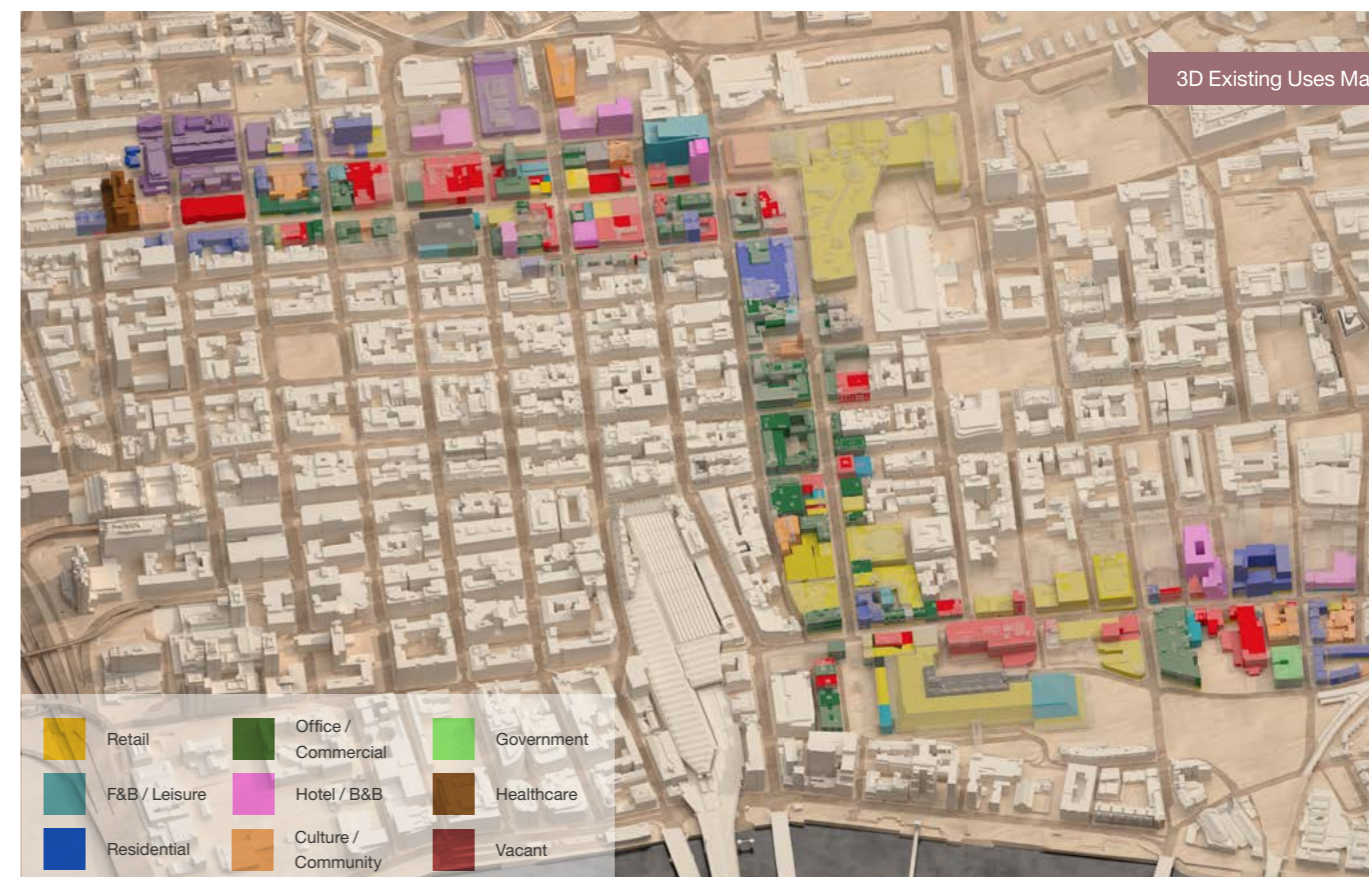 3D Existing Uses Ma
Retail
Office /
Commercial
Government
F&B / Leisure
Hotel / B&B
Healthcare
Residential
Culture /
Community
Vacant